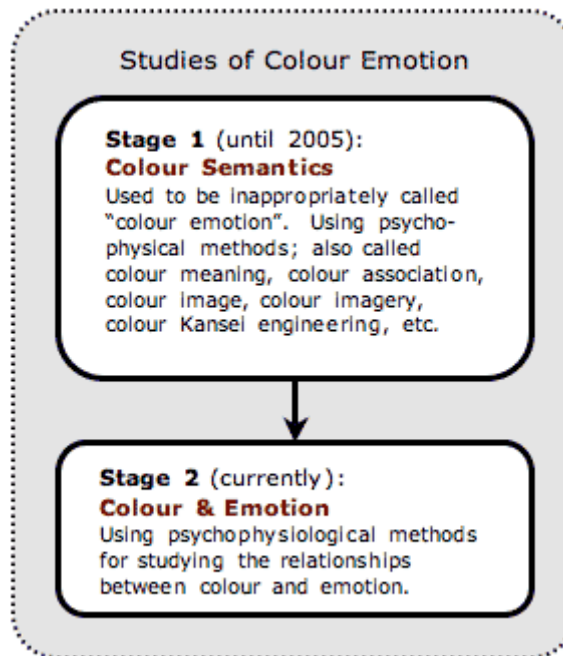 Studies of Colour Emotion
Stage 1 (until 2005):
Colour Semantics
Used to be inappropriately called
"colour emotion". Using psycho-
physical methods; also called
colour meaning, colour association,
colour image, colour imagery,
colour Kansei engineering, etc.
Stage 2 (currently):
Colour & Emotion
Using psychophysiological methods
for studying the relationships
between colour and emotion.